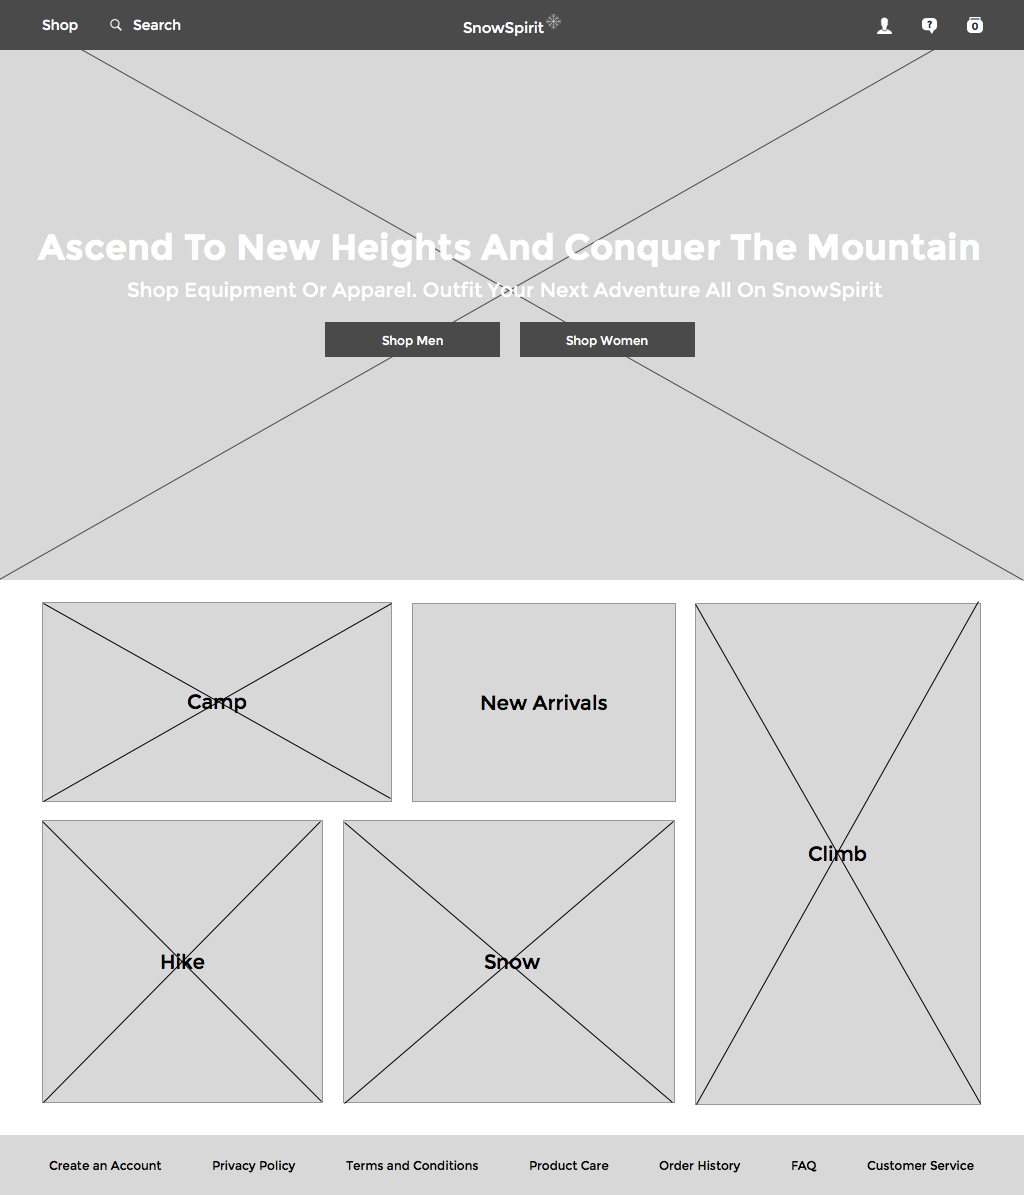 Shop
Search
SnowSpirit
?
0
Ascend To New Heights And Conquer The Mountain
Shop Equipment Or Apparel. Outfit Your Next Adventure All On SnowSpirit
Shop Men
Shop Women
Camp
New Arrivals
Climb
Hike
Snow
Create an Account
Privacy Policy
Terms and Conditions
Product Care
Order History
FAQ
Customer Service